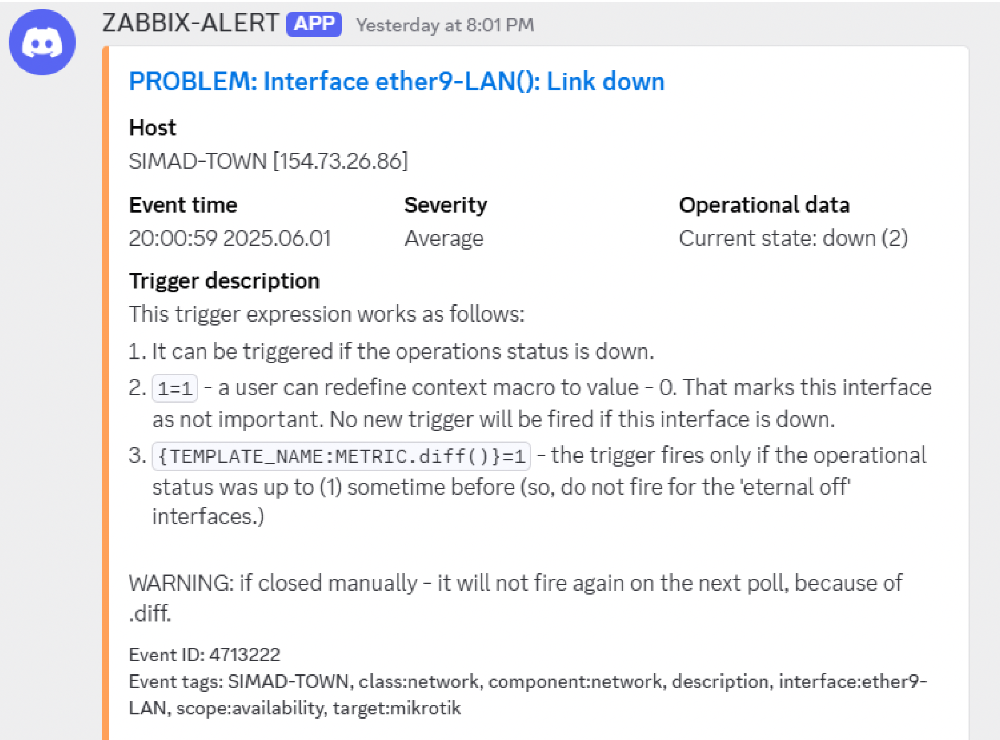 ZABBIX-ALERT APP Yesterday at 8:01 PM
PROBLEM: Interface ether9-LAN(): Link down
Host
SIMAD-TOWN [154.73.26.86]
Event time Severity Operational data
20:00:59 2025.06.01 Average Current state: down (2)
Trigger description
This trigger expression works as follows:
1. It can be triggered if the operations status is down.
2. 1=1 - a user can redefine context macro to value - 0. That marks this interface
as not important. No new trigger will be fired if this interface is down.
3. {TEMPLATE_NAME:METRIC.diff()}=1 - the trigger fires only if the operational
status was up to (1) sometime before (so, do not fire for the 'eternal off'
interfaces.)
WARNING: if closed manually - it will not fire again on the next poll, because of
.diff.
Event ID: 4713222
Event tags: SIMAD-TOWN, class:network, component:network, description, interface:ether9-
LAN, scope:availability, target:mikrotik